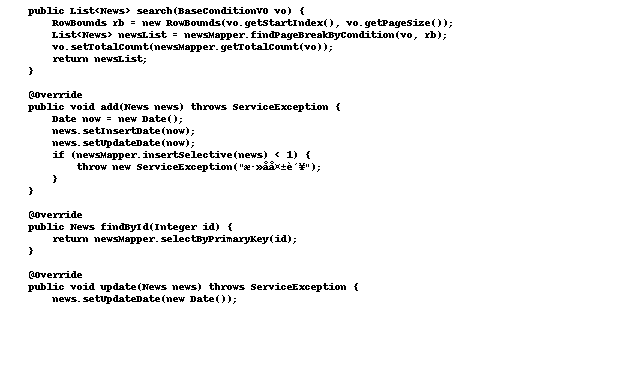 public List<News> search(BaseConditionVO vo) {
RowBounds rb = new RowBounds(vo.getStartIndex(), vo.getPageSize());
List<News> newsList = newsMapper.findPageBreakByCondition(vo, rb);
vo.setTotalCount(newsMapper.getTotalCount(vo));
return newsList;
}
@Override
public void add(News news) throws ServiceException {
Date now = new Date();
news.setInsertDate(now);
news.setUpdateDate(now);
if (newsMapper.insertSelective(news) < 1) {
throw new ServiceException("æ·»åå¤±è´¥");
}
}
@Override
public News findById(Integer id) {
return newsMapper.selectByPrimaryKey(id);
}
@Override
public void update(News news) throws ServiceException {
news.setUpdateDate(new Date());